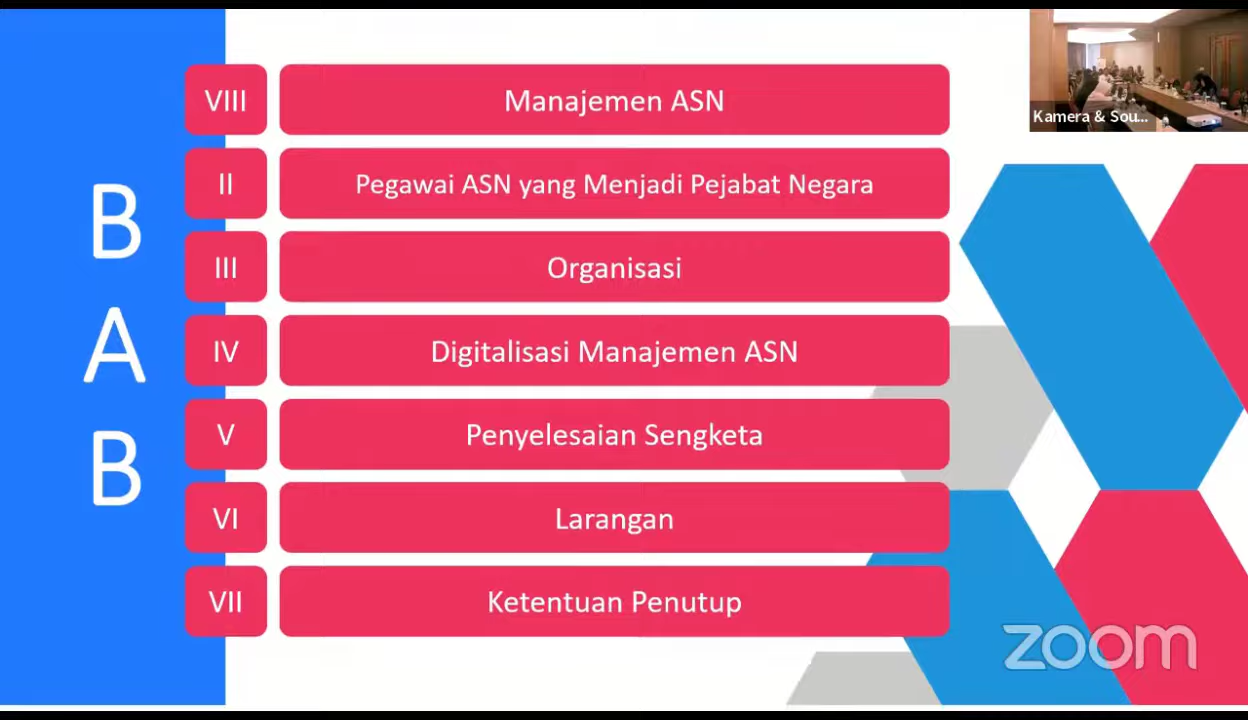 B
A
B
VIII Manajemen ASN
II Pegawai ASN yang Menjadi Pejabat Negara
III Organisasi
IV Digitalisasi Manajemen ASN
V Penyelesaian Sengketa
VI Larangan
VII Ketentuan Penutup
Kamera & Sou...
zoom